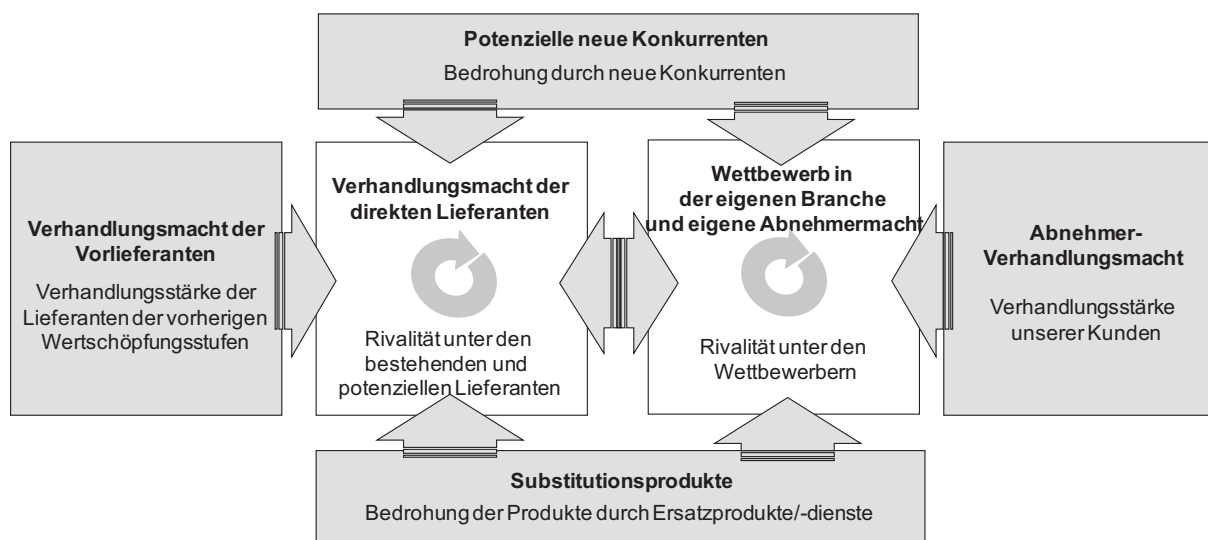 Potenzielle neue Konkurrenten
Bedrohung durch neue Konkurrenten
Verhandlungsmacht der
Vorlieferanten
Verhandlungsstärke der
Lieferanten der vorherigen
Wertschöpfungsstufen
Verhandlungsmacht der
direkten Lieferanten
Rivalität unter den
bestehenden und
potenziellen Lieferanten
Wettbewerb in
der eigenen Branche
und eigene Abnehmermacht
Rivalität unter den
Wettbewerbern
Abnehmer-
Verhandlungsmacht
Verhandlungsstärke
unserer Kunden
Substitutionsprodukte
Bedrohung der Produkte durch Ersatzprodukte/-dienste